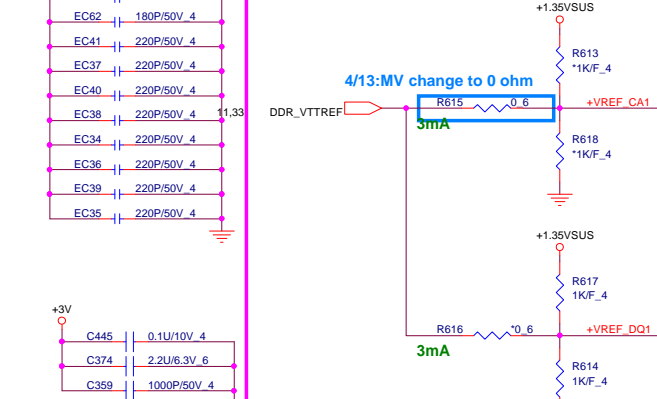 EC62 180P/50V_4
EC41 220P/50V_4
EC37 220P/50V_4
EC40 220P/50V_4
EC38 220P/50V_4
EC34 220P/50V_4
EC36 220P/50V_4
EC39 220P/50V_4
EC35 220P/50V_4
+3V
C445 0.1U/10V_4
C374 2.2U/6.3V_6
C359 1000P/50V_4
+1.35VSUS
R613
*1K/F_4
4/13:MV change to 0 ohm
11,33 DDR_VTTREF
R615 0_6
+VREF_CA1
3mA
R618
*1K/F_4
+1.35VSUS
R617
1K/F_4
R616 *0_6
+VREF_DQ1
3mA
R614
1K/F_4